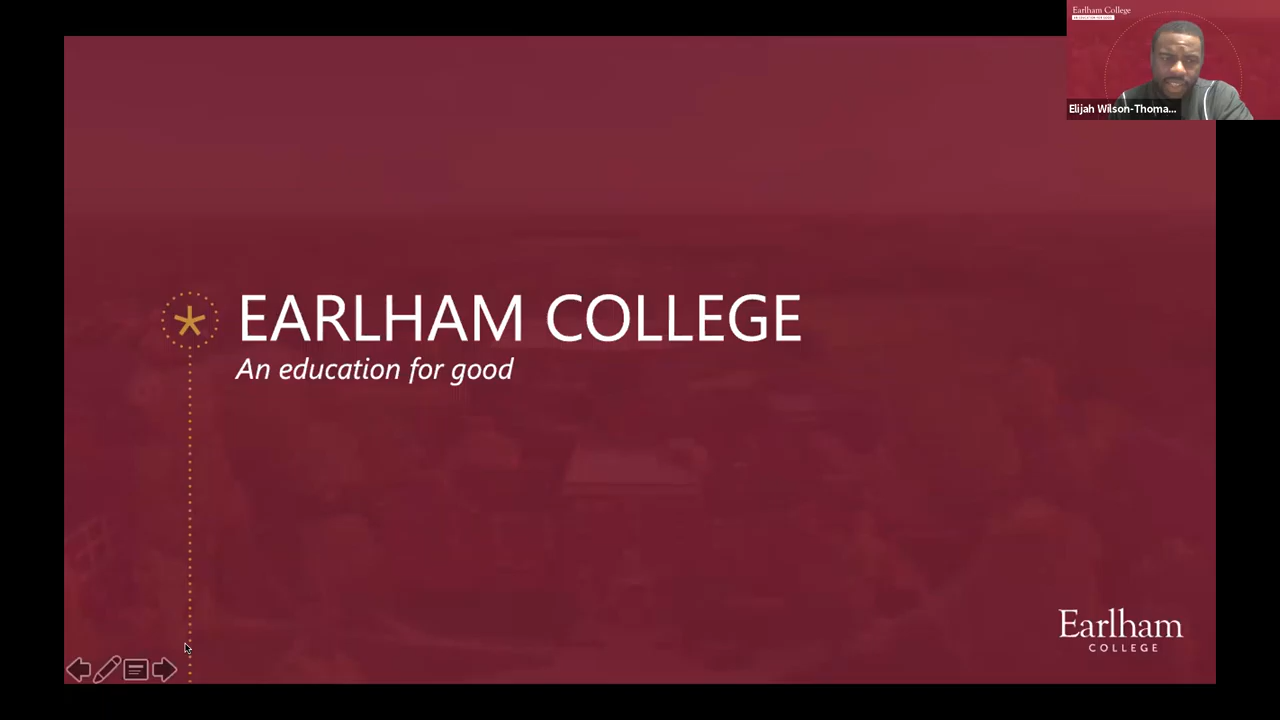 Earlham College
Elijah Wilson-Thoma...
EARLHAM COLLEGE
An education for good
Earlham
COLLEGE